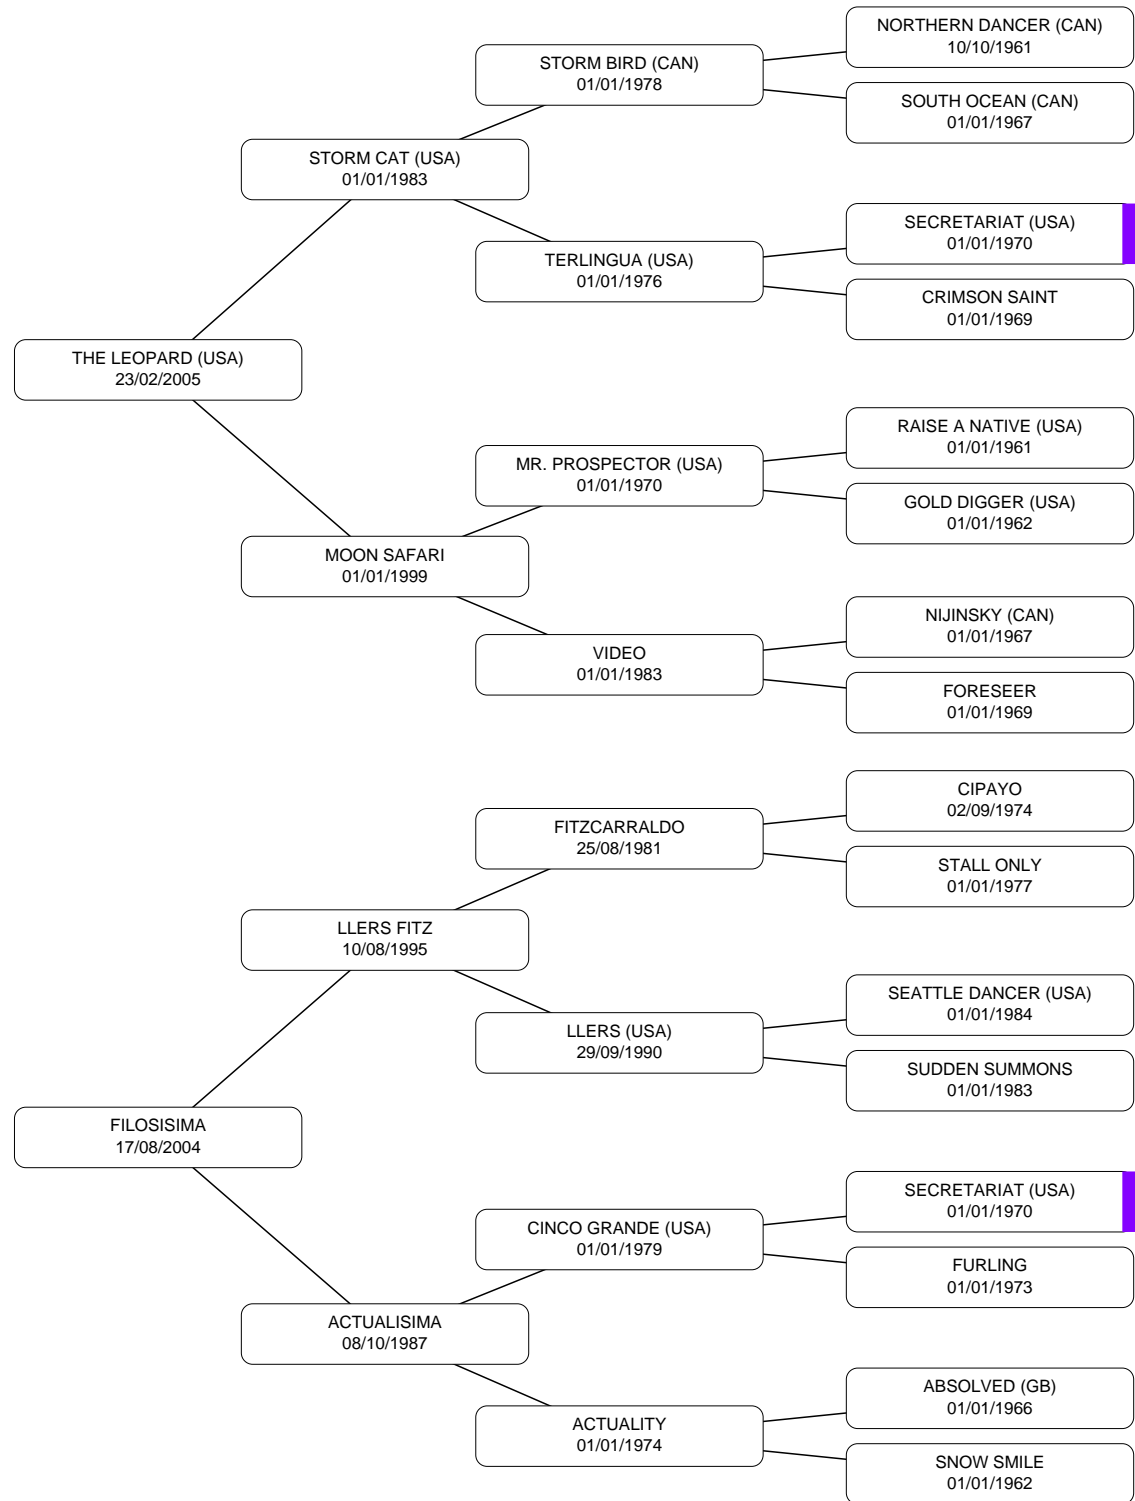 NORTHERN DANCER (CAN)
10/10/1961
STORM BIRD (CAN)
01/01/1978
SOUTH OCEAN (CAN)
01/01/1967
STORM CAT (USA)
01/01/1983
SECRETARIAT (USA)
01/01/1970
TERLINGUA (USA)
01/01/1976
CRIMSON SAINT
01/01/1969
THE LEOPARD (USA)
23/02/2005
RAISE A NATIVE (USA)
01/01/1961
MR. PROSPECTOR (USA)
01/01/1970
GOLD DIGGER (USA)
01/01/1962
MOON SAFARI
01/01/1999
NIJINSKY (CAN)
01/01/1967
VIDEO
01/01/1983
FORESEER
01/01/1969
CIPAYO
02/09/1974
FITZCARRALDO
25/08/1981
STALL ONLY
01/01/1977
LLERS FITZ
10/08/1995
SEATTLE DANCER (USA)
01/01/1984
LLERS (USA)
29/09/1990
SUDDEN SUMMONS
01/01/1983
FILOSISIMA
17/08/2004
SECRETARIAT (USA)
01/01/1970
CINCO GRANDE (USA)
01/01/1979
FURLING
01/01/1973
ACTUALISIMA
08/10/1987
ABSOLVED (GB)
01/01/1966
ACTUALITY
01/01/1974
SNOW SMILE
01/01/1962